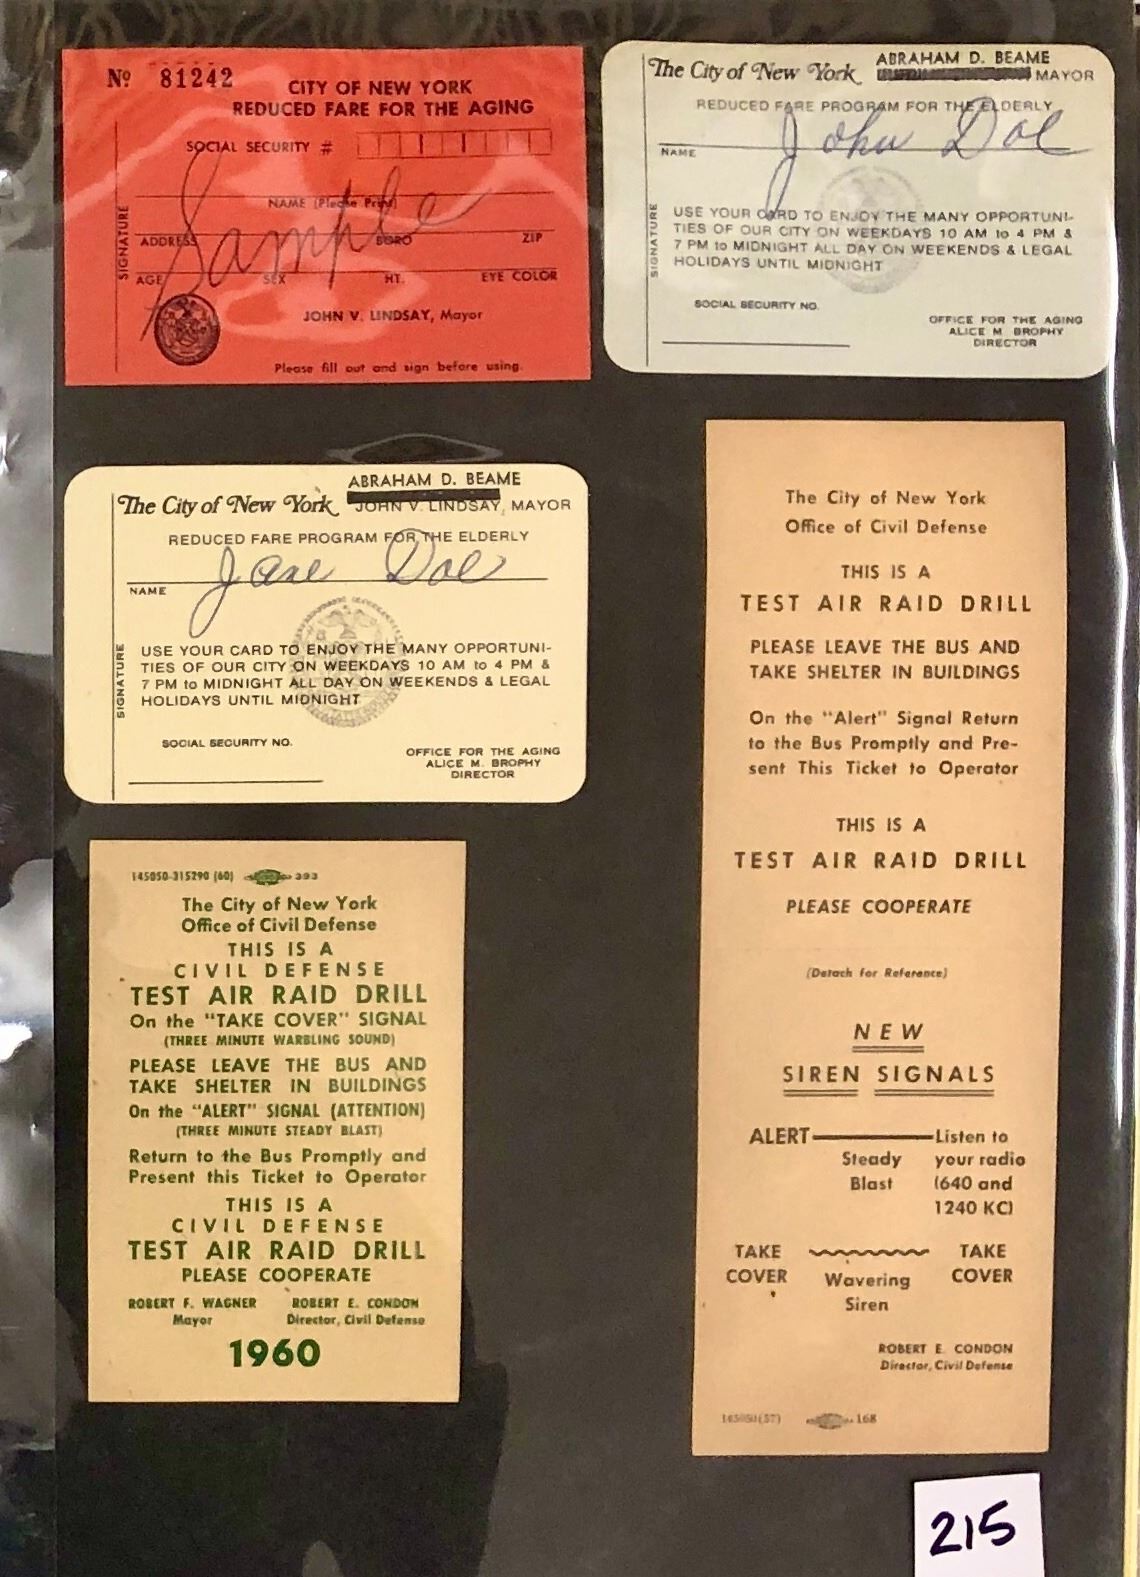 Nº 81242
CITY OF NEW YORK
REDUCED FARE FOR THE AGING
SOCIAL SECURITY #
NAME (Please Print)
Sample
SIGNATURE
ADDRESS BORO ZIP
AGE SEX HT. EYE COLOR
JOHN V. LINDSAY, Mayor
Please fill out and sign before using.
ABRAHAM D. BEAME
The City of New York MAYOR
REDUCED FARE PROGRAM FOR THE ELDERLY
John Doe
NAME
SIGNATURE
USE YOUR CARD TO ENJOY THE MANY OPPORTUNI-
TIES OF OUR CITY ON WEEKDAYS 10 AM to 4 PM &
7 PM to MIDNIGHT ALL DAY ON WEEKENDS & LEGAL
HOLIDAYS UNTIL MIDNIGHT
SOCIAL SECURITY NO.
OFFICE FOR THE AGING
ALICE M. BROPHY
DIRECTOR
ABRAHAM D. BEAME
The City of New York JOHN V. LINDSAY, MAYOR
REDUCED FARE PROGRAM FOR THE ELDERLY
Jane Doe
NAME
SIGNATURE
USE YOUR CARD TO ENJOY THE MANY OPPORTUNI-
TIES OF OUR CITY ON WEEKDAYS 10 AM to 4 PM &
7 PM to MIDNIGHT ALL DAY ON WEEKENDS & LEGAL
HOLIDAYS UNTIL MIDNIGHT
SOCIAL SECURITY NO.
OFFICE FOR THE AGING
ALICE M. BROPHY
DIRECTOR
145050-315290 (60) 393
The City of New York
Office of Civil Defense
THIS IS A
CIVIL DEFENSE
TEST AIR RAID DRILL
On the "TAKE COVER" SIGNAL
(THREE MINUTE WARBLING SOUND)
PLEASE LEAVE THE BUS AND
TAKE SHELTER IN BUILDINGS
On the "ALERT" SIGNAL (ATTENTION)
(THREE MINUTE STEADY BLAST)
Return to the Bus Promptly and
Present this Ticket to Operator
THIS IS A
CIVIL DEFENSE
TEST AIR RAID DRILL
PLEASE COOPERATE
ROBERT F. WAGNER ROBERT E. CONDON
Mayor Director, Civil Defense
1960
The City of New York
Office of Civil Defense
THIS IS A
TEST AIR RAID DRILL
PLEASE LEAVE THE BUS AND
TAKE SHELTER IN BUILDINGS
On the "Alert" Signal Return
to the Bus Promptly and Pre-
sent This Ticket to Operator
THIS IS A
TEST AIR RAID DRILL
PLEASE COOPERATE
(Detach for Reference)
NEW
SIREN SIGNALS
ALERT Listen to
Steady your radio
Blast (640 and
1240 KC)
TAKE TAKE
COVER Wavering COVER
Siren
ROBERT E. CONDON
Director, Civil Defense
145050(57) 168
215